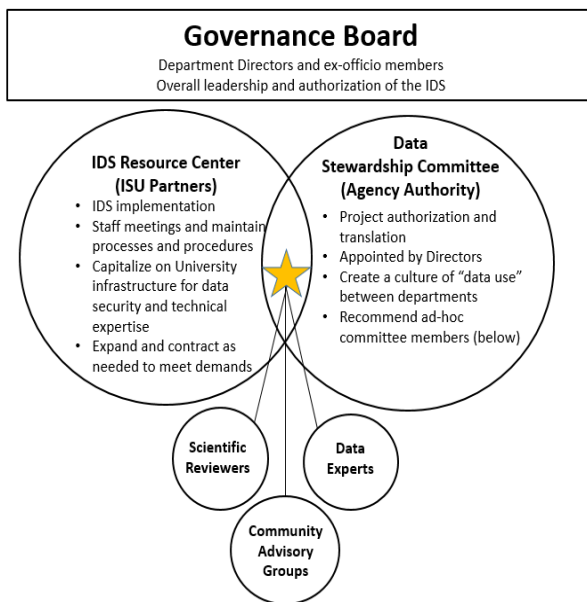 Governance Board
Department Directors and ex-officio members
Overall leadership and authorization of the IDS
IDS Resource Center
(ISU Partners)
• IDS implementation
• Staff meetings and maintain
processes and procedures
• Capitalize on University
infrastructure for data
security and technical
expertise
• Expand and contract as
needed to meet demands
Data
Stewardship Committee
(Agency Authority)
• Project authorization and
translation
• Appointed by Directors
• Create a culture of “data use”
between departments
• Recommend ad-hoc
committee members (below)
Scientific
Reviewers
Data
Experts
Community
Advisory
Groups